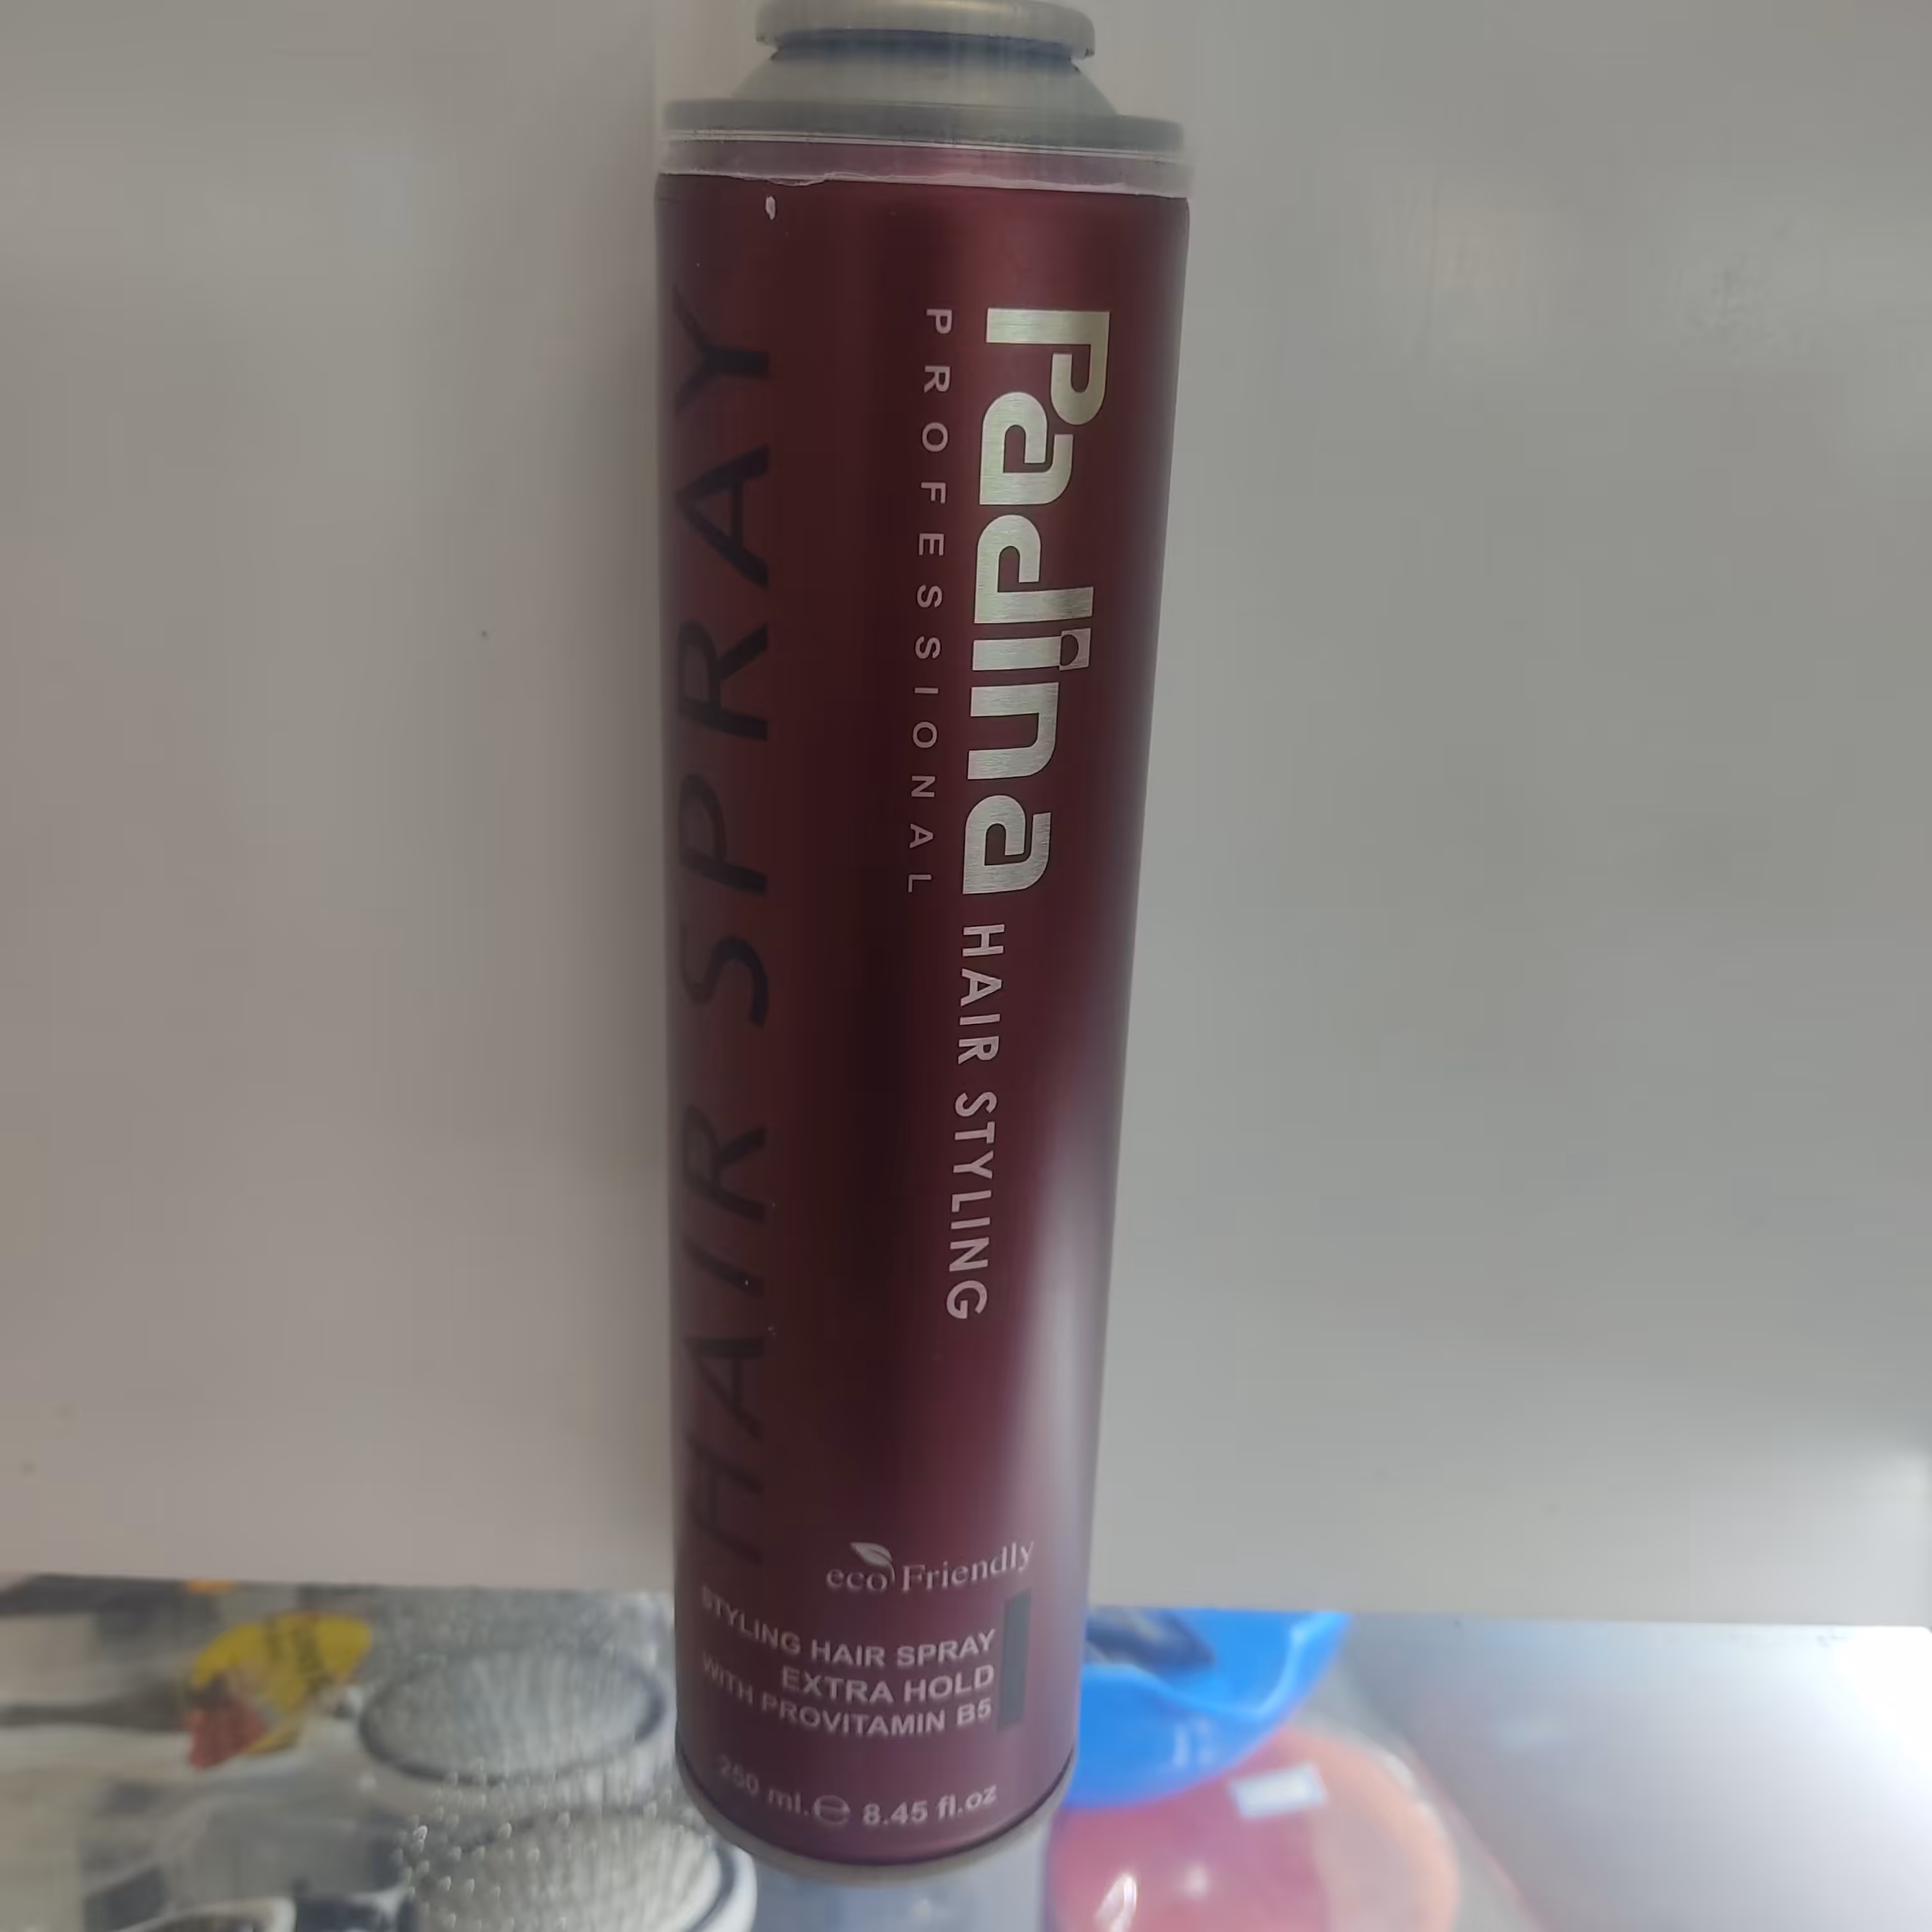 Padina
PROFESSIONAL
HAIR STYLING
HAIR SPRAY
eco Friendly
STYLING HAIR SPRAY
EXTRA HOLD
WITH PROVITAMIN B5
250 ml.℮ 8.45 fl.oz